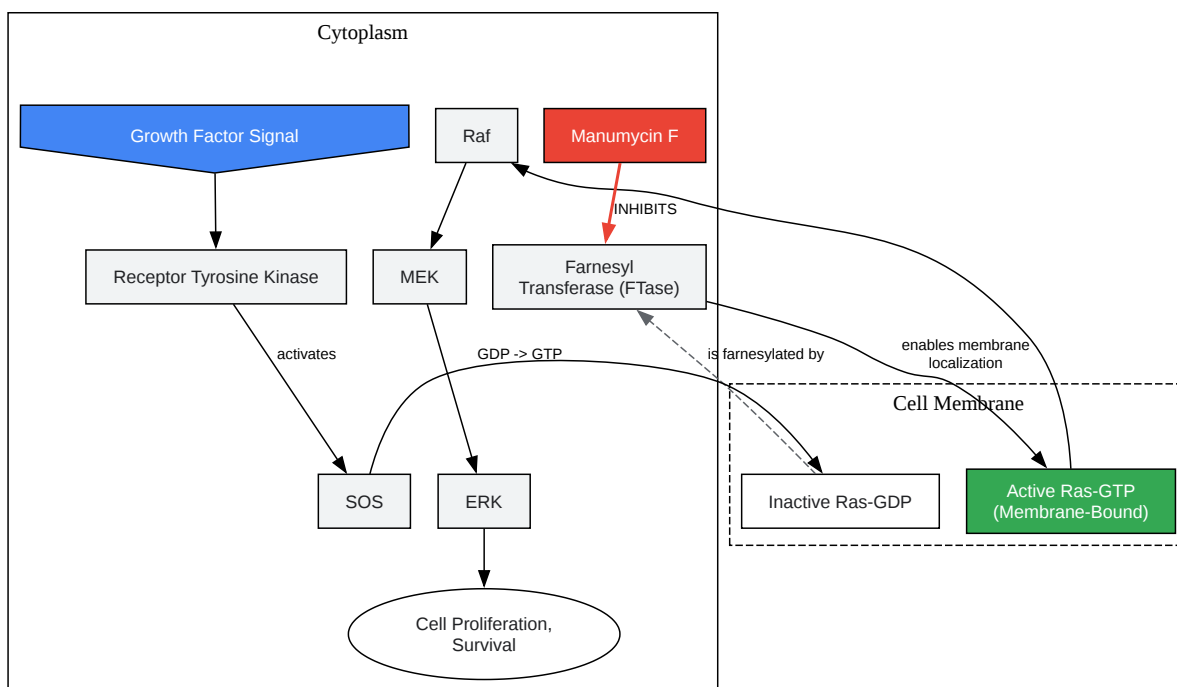 Cytoplasm
Growth Factor Signal
Raf
Manumycin F
INHIBITS
Receptor Tyrosine Kinase
MEK
Farnesyl
Transferase (FTase)
activates
GDP -> GTP
is farnesylated by
enables membrane
localization
Cell Membrane
SOS
ERK
Inactive Ras-GDP
Active Ras-GTP
(Membrane-Bound)
Cell Proliferation,
Survival